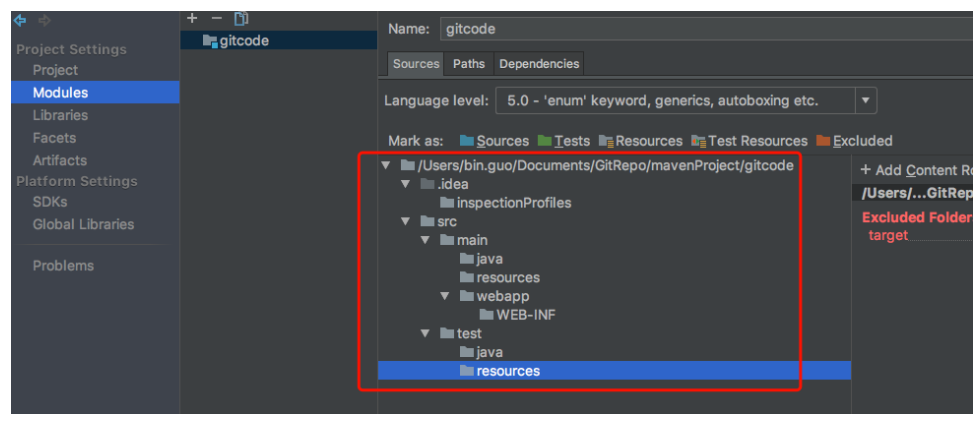 Project Settings
Project
Modules
Libraries
Facets
Artifacts
Platform Settings
SDKs
Global Libraries
Problems
gitcode
Name: gitcode
Sources Paths Dependencies
Language level: 5.0 - 'enum' keyword, generics, autoboxing etc.
Mark as: Sources Tests Resources Test Resources Excluded
/Users/bin.guo/Documents/GitRepo/mavenProject/gitcode
.idea
inspectionProfiles
src
main
java
resources
webapp
WEB-INF
test
java
resources
+ Add Content Ro
/Users/...GitRep
Excluded Folder
target